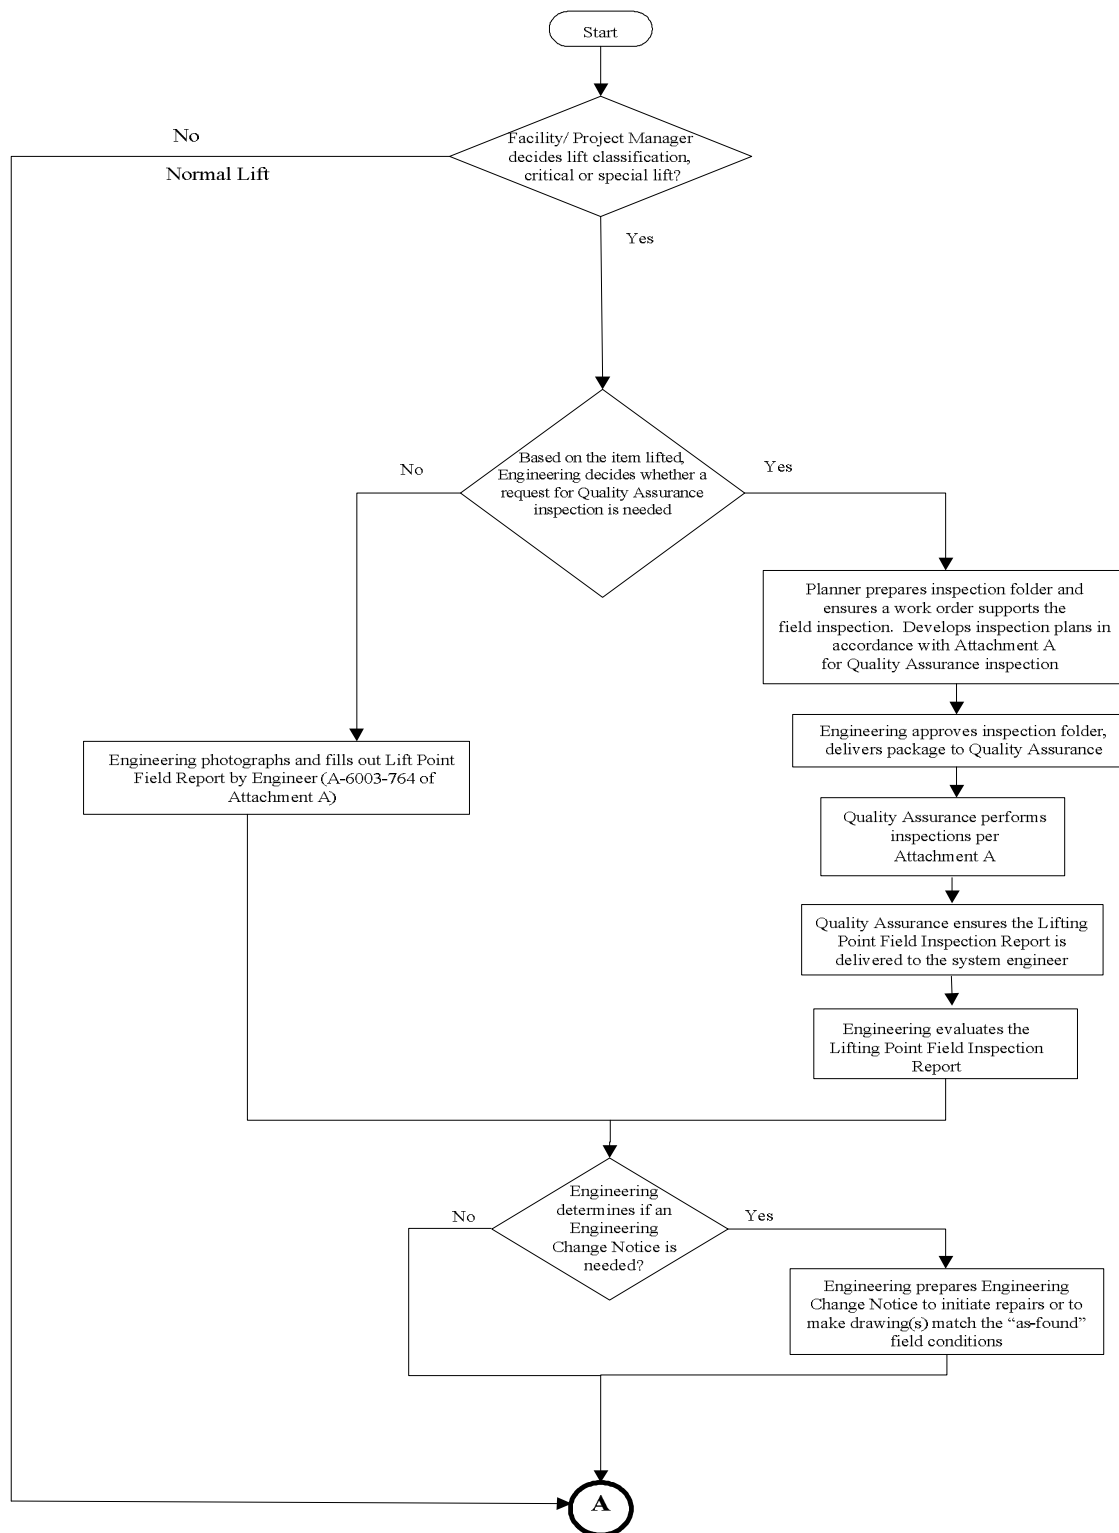 Start
Facility/ Project Manager
decides lift classification,
critical or special lift?
No
Normal Lift
Yes
Based on the item lifted,
Engineering decides whether a
request for Quality Assurance
inspection is needed
No
Yes
Planner prepares inspection folder and
ensures a work order supports the
field inspection. Develops inspection plans in
accordance with Attachment A
for Quality Assurance inspection
Engineering approves inspection folder,
delivers package to Quality Assurance
Engineering photographs and fills out Lift Point
Field Report by Engineer (A-6003-764 of
Attachment A)
Quality Assurance performs
inspections per
Attachment A
Quality Assurance ensures the Lifting
Point Field Inspection Report is
delivered to the system engineer
Engineering evaluates the
Lifting Point Field Inspection
Report
Engineering
determines if an
Engineering
Change Notice is
needed?
No
Yes
Engineering prepares Engineering
Change Notice to initiate repairs or to
make drawing(s) match the “as-found”
field conditions
A